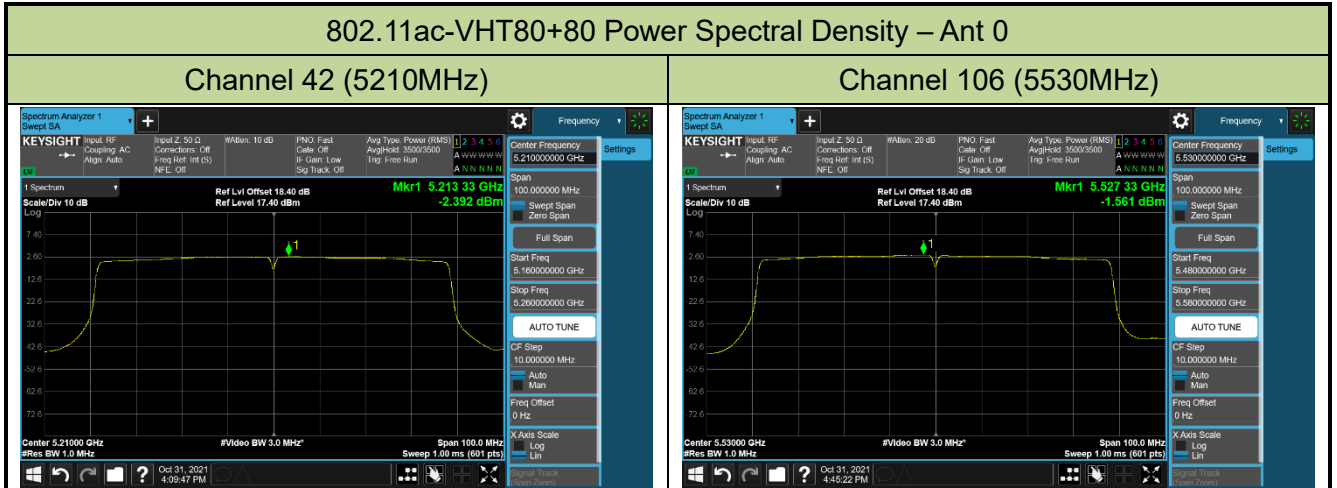 802.11ac-VHT80+80 Power Spectral Density – Ant 0
Channel 42 (5210MHz)
Channel 106 (5530MHz)
Spectrum Analyzer 1
Swept SA
+
Frequency
KEYSIGHT
Input: RF
Coupling: AC
Align: Auto
Input Z: 50 Ω
Corrections: Off
Freq Ref: Int (S)
NFE: Off
#Atten: 10 dB
PNO: Fast
Gate: Off
IF Gain: Low
Sig Track: Off
Avg Type: Power (RMS)
Avg|Hold: 3500/3500
Trig: Free Run
1 2 3 4 5 6
A W W W W W
A N N N N N
LW
Center Frequency
5.210000000 GHz
Settings
1 Spectrum
Scale/Div 10 dB
Log
Ref Lvl Offset 18.40 dB
Ref Level 17.40 dBm
Mkr1 5.213 33 GHz
-2.392 dBm
Span
100.000000 MHz
Swept Span
Zero Span
Full Span
Start Freq
5.160000000 GHz
Stop Freq
5.260000000 GHz
AUTO TUNE
CF Step
10.000000 MHz
Auto
Man
Freq Offset
0 Hz
X Axis Scale
Log
Lin
Signal Track
(Span Zoom)
1
7.40
-2.60
-12.6
-22.6
-32.6
-42.6
-52.6
-62.6
-72.6
Center 5.21000 GHz
#Res BW 1.0 MHz
#Video BW 3.0 MHz*
Span 100.0 MHz
Sweep 1.00 ms (601 pts)
?
Oct 31, 2021
4:09:47 PM
Spectrum Analyzer 1
Swept SA
+
Frequency
KEYSIGHT
Input: RF
Coupling: AC
Align: Auto
Input Z: 50 Ω
Corrections: Off
Freq Ref: Int (S)
NFE: Off
#Atten: 20 dB
PNO: Fast
Gate: Off
IF Gain: Low
Sig Track: Off
Avg Type: Power (RMS)
Avg|Hold: 3500/3500
Trig: Free Run
1 2 3 4 5 6
A W W W W W
A N N N N N
LW
Center Frequency
5.530000000 GHz
Settings
1 Spectrum
Scale/Div 10 dB
Log
Ref Lvl Offset 18.40 dB
Ref Level 17.40 dBm
Mkr1 5.527 33 GHz
-1.561 dBm
Span
100.000000 MHz
Swept Span
Zero Span
Full Span
Start Freq
5.480000000 GHz
Stop Freq
5.580000000 GHz
AUTO TUNE
CF Step
10.000000 MHz
Auto
Man
Freq Offset
0 Hz
X Axis Scale
Log
Lin
Signal Track
(Span Zoom)
1
7.40
-2.60
-12.6
-22.6
-32.6
-42.6
-52.6
-62.6
-72.6
Center 5.53000 GHz
#Res BW 1.0 MHz
#Video BW 3.0 MHz*
Span 100.0 MHz
Sweep 1.00 ms (601 pts)
?
Oct 31, 2021
4:45:22 PM